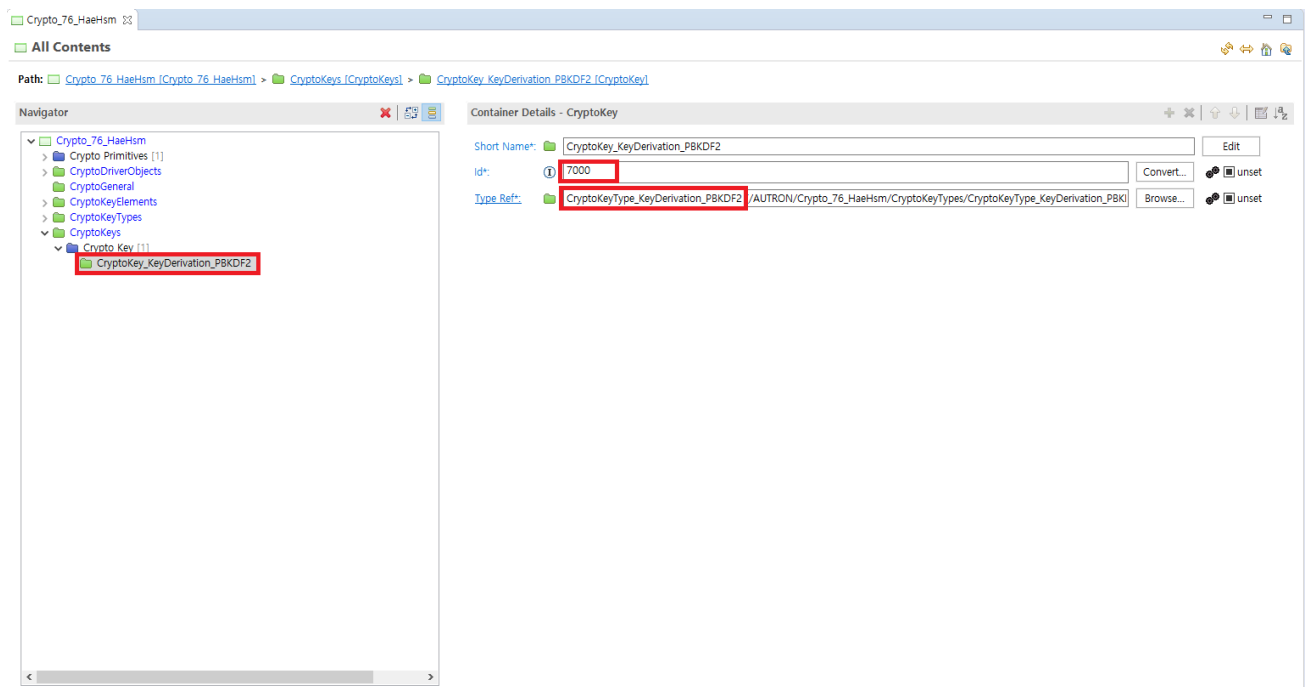 Crypto_76_HaeHsm
All Contents
Path: Crypto_76_HaeHsm [Crypto_76_HaeHsm] > CryptoKeys [CryptoKeys] > CryptoKey_KeyDerivation_PBKDF2 [CryptoKey]
Navigator
Container Details - CryptoKey
Crypto_76_HaeHsm
Crypto Primitives [1]
CryptoDriverObjects
CryptoGeneral
CryptoKeyElements
CryptoKeyTypes
CryptoKeys
Crypto Key [1]
CryptoKey_KeyDerivation_PBKDF2
Short Name*: CryptoKey_KeyDerivation_PBKDF2 Edit
Id*: 7000 Convert... unset
Type Ref*: CryptoKeyType_KeyDerivation_PBKDF2 /AUTRON/Crypto_76_HaeHsm/CryptoKeyTypes/CryptoKeyType_KeyDerivation_PBKI Browse... unset